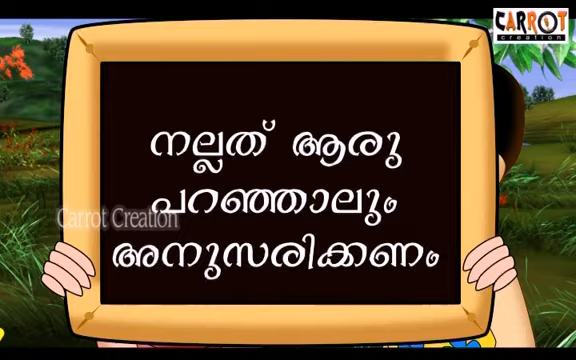 CARROT
creation
നല്ലത് ആരു
പറഞ്ഞാലും
Carrot Creation
അനുസരിക്കണം